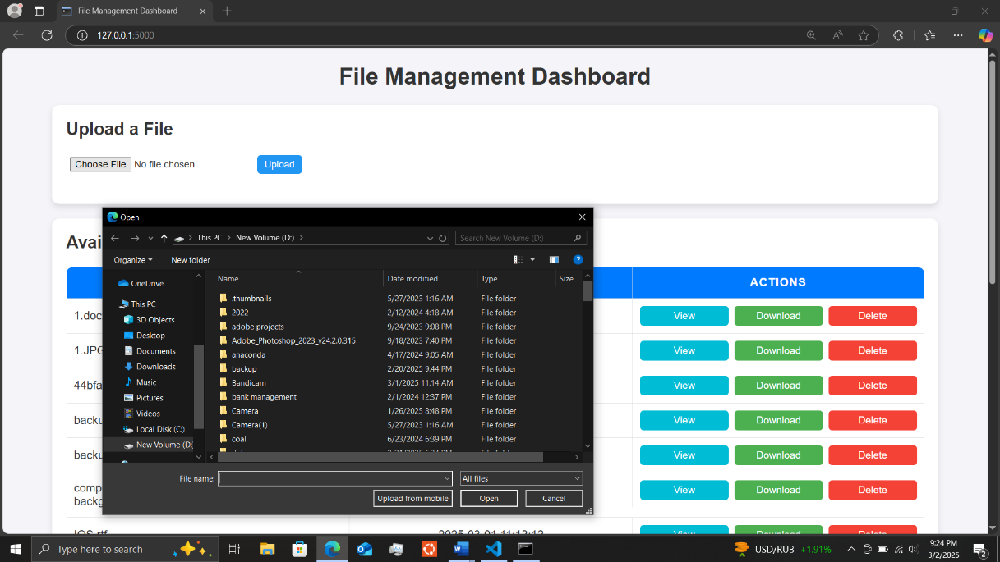 File Management Dashboard
127.0.0.1:5000
File Management Dashboard
Upload a File
Choose File No file chosen Upload
Open
This PC New Volume (D:) Search New Volume (D:)
Organize New folder
OneDrive
This PC
3D Objects
Desktop
Documents
Downloads
Music
Pictures
Videos
Local Disk (C:)
New Volume (D:
Name Date modified Type Size
.thumbnails 5/27/2023 1:16 AM File folder
2022 2/12/2024 4:18 AM File folder
adobe projects 9/24/2023 9:08 PM File folder
Adobe_Photoshop_2023_v24.2.0.315 9/18/2023 7:40 PM File folder
anaconda 4/17/2024 9:05 AM File folder
backup 2/20/2025 9:44 PM File folder
Bandicam 3/1/2025 11:14 AM File folder
bank management 2/1/2024 12:37 PM File folder
Camera 1/26/2025 8:48 PM File folder
Camera(1) 5/27/2023 1:16 AM File folder
coal 6/23/2024 6:39 PM File folder
File name: All files
Upload from mobile Open Cancel
Avai
ACTIONS
1.doc View Download Delete
1.JPG View Download Delete
44bfa View Download Delete
backu View Download Delete
backu View Download Delete
comp View Download Delete
backg
IOS.rtf 2025-03-01 11:13:12 View Download Delete
Type here to search
USD/RUB +1.91%
9:24 PM
3/2/2025
2